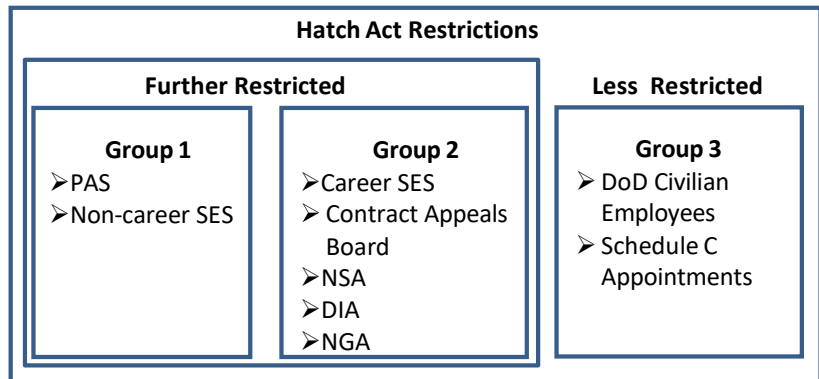 Hatch Act Restrictions
Further Restricted
Less Restricted
Group 1
➢PAS
➢Non-career SES
Group 2
➢Career SES
➢ Contract Appeals
Board
➢NSA
➢DIA
➢NGA
Group 3
➢ DoD Civilian
Employees
➢ Schedule C
Appointments